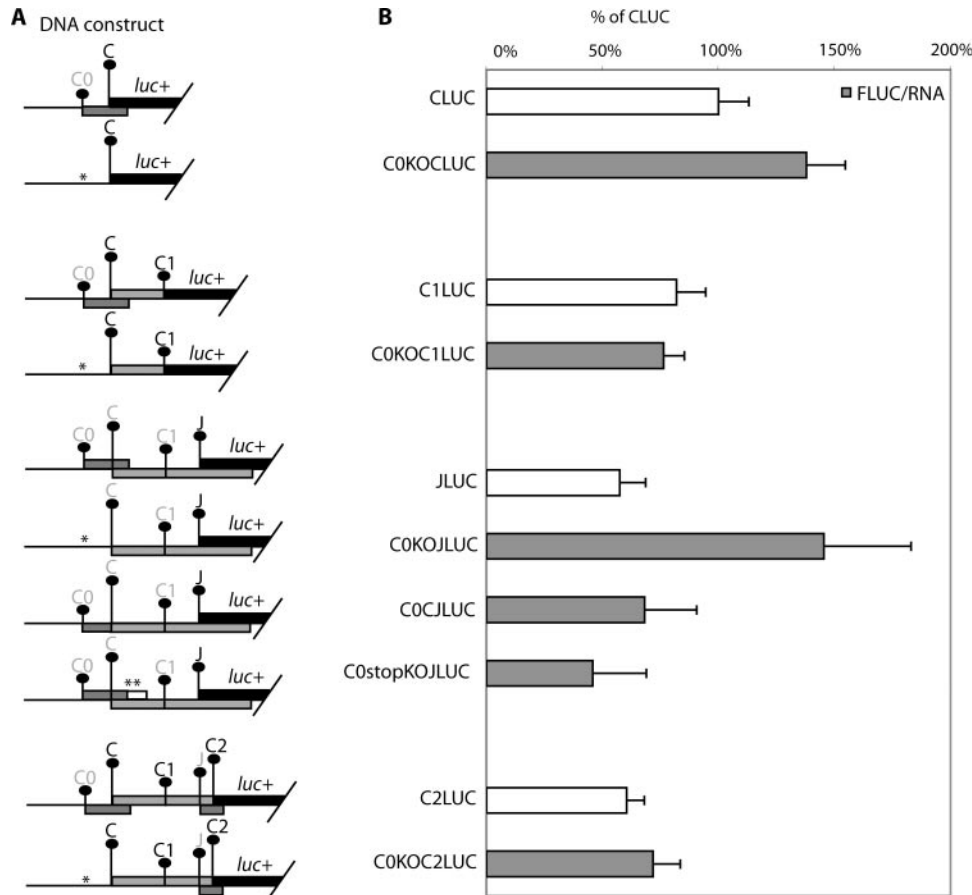 A DNA construct
C
C0
luc+
C
luc+
*
C
C0
C1
luc+
C
C1
luc+
*
C
C0
C1
J
luc+
C
C1
J
luc+
*
C
C0
C1
J
luc+
C
C0
**
C1
J
luc+
C
C0
C1
J
C2
luc+
C
C1
J
C2
luc+
*
B
% of CLUC
0% 50% 100% 150% 200%
FLUC/RNA
CLUC
C0KOCLUC
C1LUC
C0KOC1LUC
JLUC
C0KOJLUC
C0CJLUC
C0stopKOJLUC
C2LUC
C0KOC2LUC